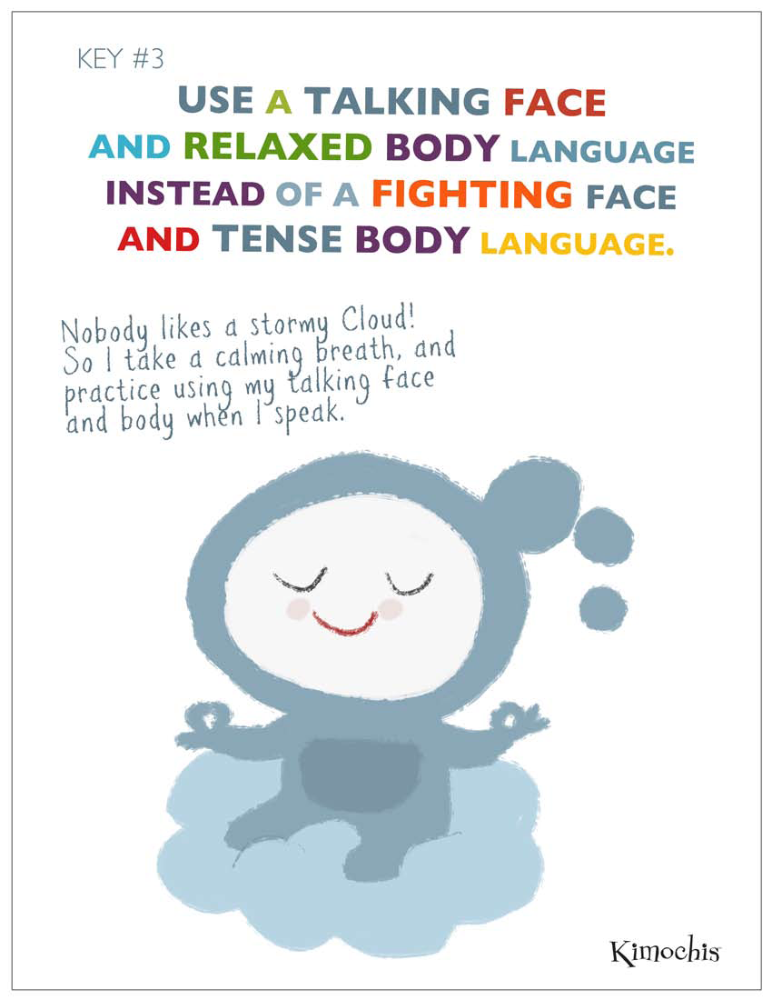 KEY #3
USE A TALKING FACE
AND RELAXED BODY LANGUAGE
INSTEAD OF A FIGHTING FACE
AND TENSE BODY LANGUAGE.
Nobody likes a stormy Cloud!
So I take a calming breath, and
practice using my talking face
and body when I speak.
Kimochis